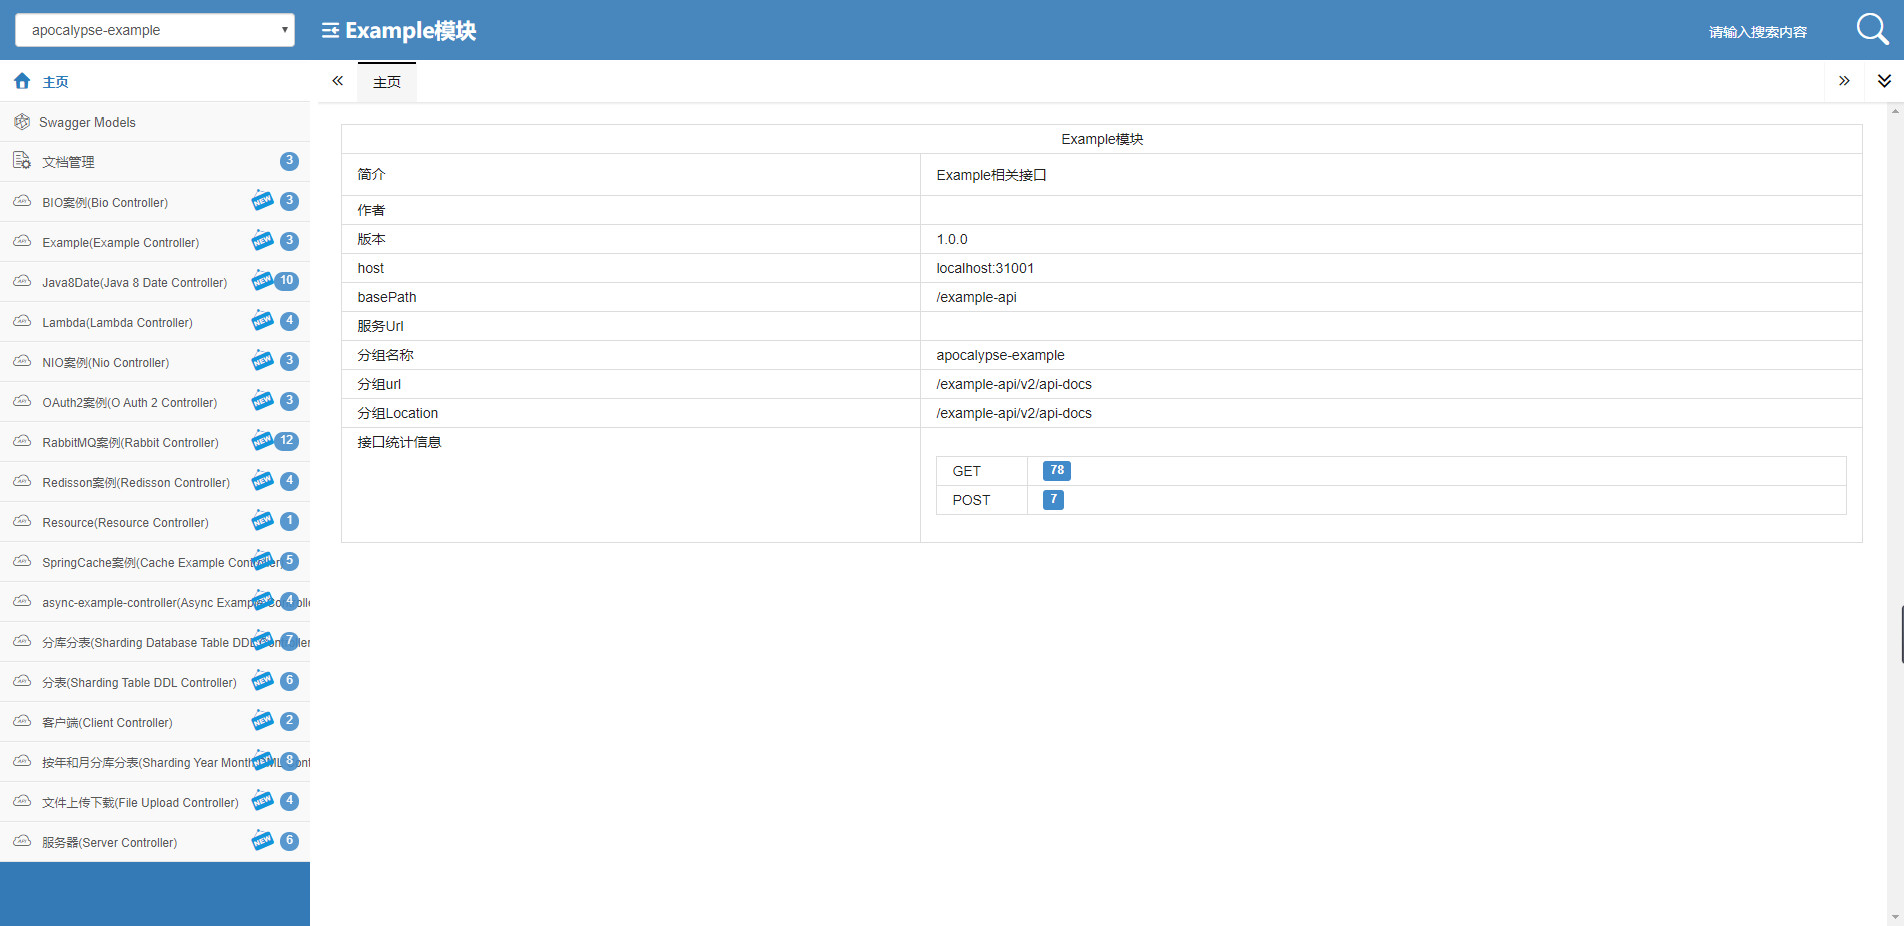 apocalypse-example
Example模块
请输入搜索内容
主页
主页
Swagger Models
文档管理 3
BIO案例(Bio Controller) NEW 3
Example(Example Controller) NEW 3
Java8Date(Java 8 Date Controller) NEW 10
Lambda(Lambda Controller) NEW 4
NIO案例(Nio Controller) NEW 3
OAuth2案例(O Auth 2 Controller) NEW 3
RabbitMQ案例(Rabbit Controller) NEW 12
Redisson案例(Redisson Controller) NEW 4
Resource(Resource Controller) NEW 1
SpringCache案例(Cache Example Controller) 5
async-example-controller(Async Example 4
分库分表(Sharding Database Table DDL 7
分表(Sharding Table DDL Controller) NEW 6
客户端(Client Controller) NEW 2
按年和月分库分表(Sharding Year Month 8
文件上传下载(File Upload Controller) NEW 4
服务器(Server Controller) NEW 6
Example模块
简介 Example相关接口
作者
版本 1.0.0
host localhost:31001
basePath /example-api
服务Url
分组名称 apocalypse-example
分组url /example-api/v2/api-docs
分组Location /example-api/v2/api-docs
接口统计信息
GET 78
POST 7